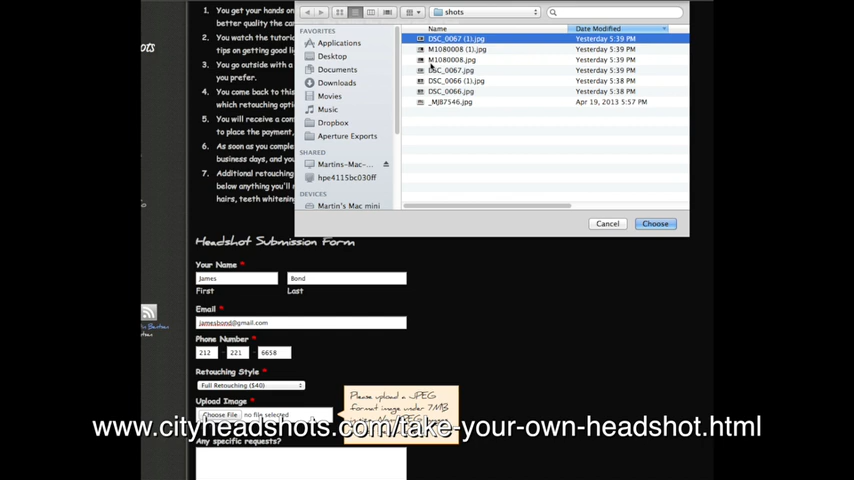 1. You get your hands on
better quality the ca
2. You watch the tutori
tips on getting good li
3. You go outside with a
you prefer.
4. You come back to this
which retouching optio
5. You will receive a co
to place the payment,
6. As soon as you comple
business days, and you
7. Additional retouching
below anything you'll n
hairs, teeth whitening
ots
shots
Name
Date Modified
FAVORITES
Applications
Desktop
Documents
Downloads
Movies
Music
Dropbox
Aperture Exports
SHARED
Martins-Mac-...
hpe4115bc030ff
DEVICES
Martin's Mac mini
DSC_0067 (1).jpg Yesterday 5:39 PM
M1080008 (1).jpg Yesterday 5:39 PM
M1080008.jpg Yesterday 5:39 PM
DSC_0067.jpg Yesterday 5:39 PM
DSC_0066 (1).jpg Yesterday 5:38 PM
DSC_0066.jpg Yesterday 5:38 PM
_MJ87546.jpg Apr 19, 2013 5:57 PM
Cancel
Choose
Headshot Submission Form
Your Name *
James
Bond
First
Last
Email *
jamesbond@gmail.com
Phone Number *
212 - 221 - 6658
Retouching Style *
Full Retouching ($40)
Upload Image *
Choose File no file selected
Please upload a JPEG
format image under 7MB
www.cityheadshots.com/take-your-own-headshot.html
Any specific requests?